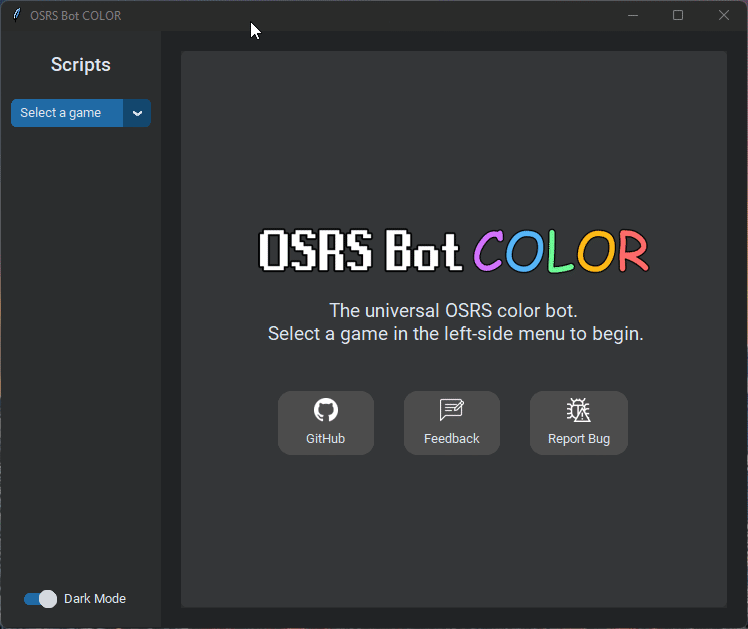 OSRS Bot COLOR
Scripts
Select a game
OSRS Bot COLOR
The universal OSRS color bot.
Select a game in the left-side menu to begin.
GitHub
Feedback
Report Bug
Dark Mode